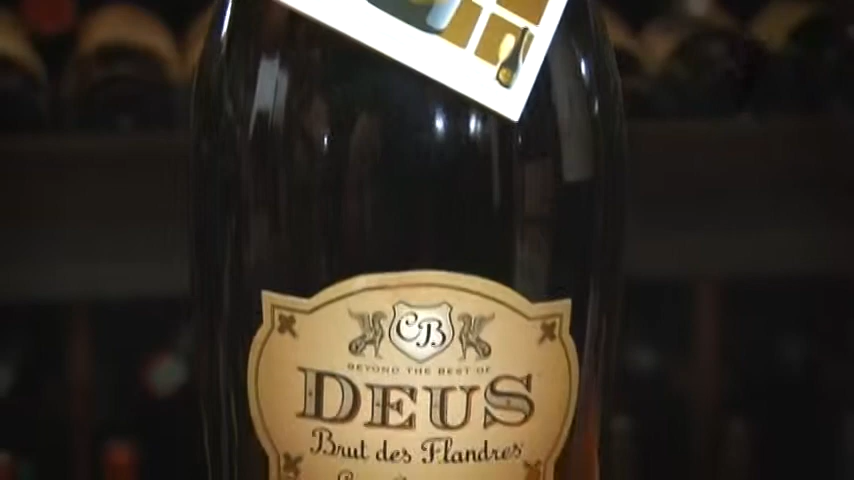 CB
BEYOND THE BEST OF
DEUS
Brut des Flandres